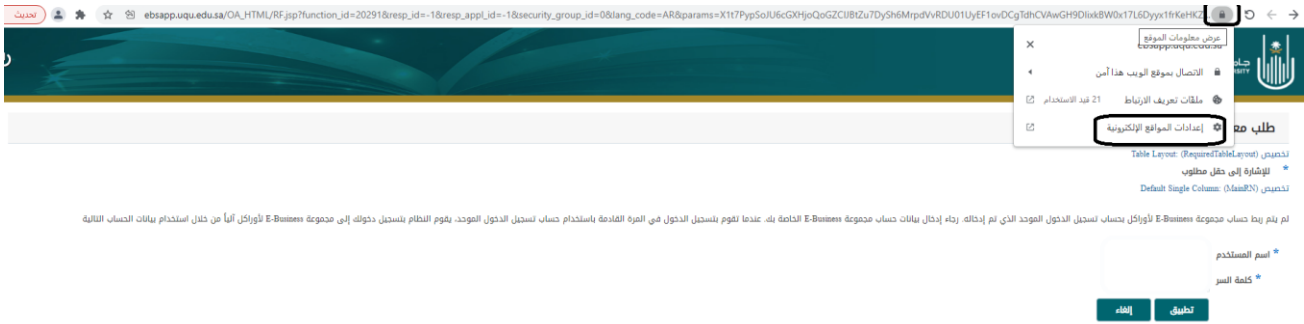 تحديث
ebsapp.uqu.edu.sa/OA_HTML/RF.jsp?function_id=20291&resp_id=-1&resp_appl_id=-1&security_group_id=0&lang_code=AR&params=X1t7PypSoJU6cGXHjoQoGZCIJBtZu7DySh6MrpdVvRDU01UyEF1ovDCgTdhCVAwGH9DlixkBW0x17L6Dyyx1frKeHKZ...
عرض معلومات الموقع
ebsapp.uqu.edu.sa
الاتصال بموقع الويب هذا آمن
ملفّات تعريف الارتباط 21 قيد الاستخدام
إعدادات المواقع الإلكترونية
طلب
تخصيص Table Layout: (RequiredTableLayout)
* للإشارة إلى حقل مطلوب
تخصيص Default Single Column: (MainRN)
لم يتم ربط حساب مجموعة E-Business لأوراكل بحساب تسجيل الدخول الموحد الذي تم إدخاله. رجاء إدخال بيانات حساب مجموعة E-Business الخاصة بك. عندما تقوم بتسجيل الدخول في المرة القادمة باستخدام حساب تسجيل الدخول الموحد، يقوم النظام بتسجيل دخولك إلى مجموعة E-Business لأوراكل آلياً من خلال استخدام بيانات الحساب التالية
* اسم المستخدم
* كلمة السر
تطبيق إلغاء